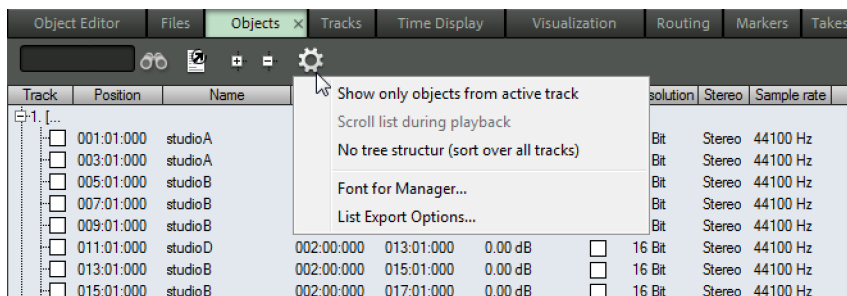 Object Editor Files Objects × Tracks Time Display Visualization Routing Markers Takes
Track Position Name solution Stereo Sample rate
Show only objects from active track
Scroll list during playback
No tree structur (sort over all tracks)
Font for Manager...
List Export Options...
1. [...
001:01:000 studioA Bit Stereo 44100 Hz
003:01:000 studioA Bit Stereo 44100 Hz
005:01:000 studioB Bit Stereo 44100 Hz
007:01:000 studioB Bit Stereo 44100 Hz
009:01:000 studioB Bit Stereo 44100 Hz
011:01:000 studioD 002:00:000 013:01:000 0.00 dB 16 Bit Stereo 44100 Hz
013:01:000 studioB 002:00:000 015:01:000 0.00 dB 16 Bit Stereo 44100 Hz
015:01:000 studioB 002:00:000 017:01:000 0.00 dB 16 Bit Stereo 44100 Hz